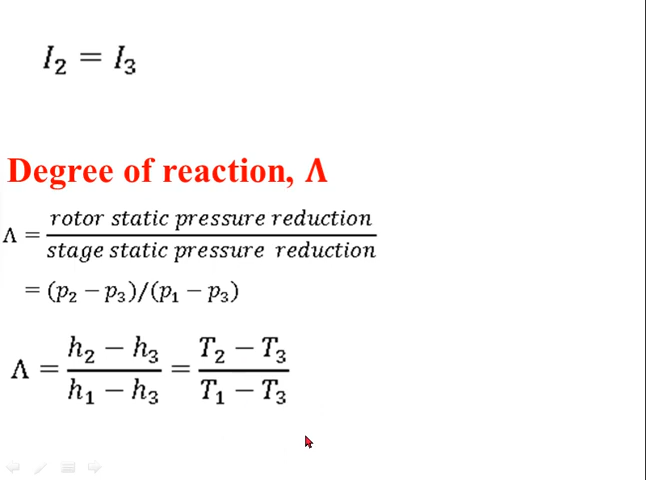 I₂ = I₃
Degree of reaction, Λ
Λ = rotor static pressure reduction / stage static pressure reduction
= (p₂ − p₃)/(p₁ − p₃)
Λ = h₂ − h₃ / h₁ − h₃ = T₂ − T₃ / T₁ − T₃